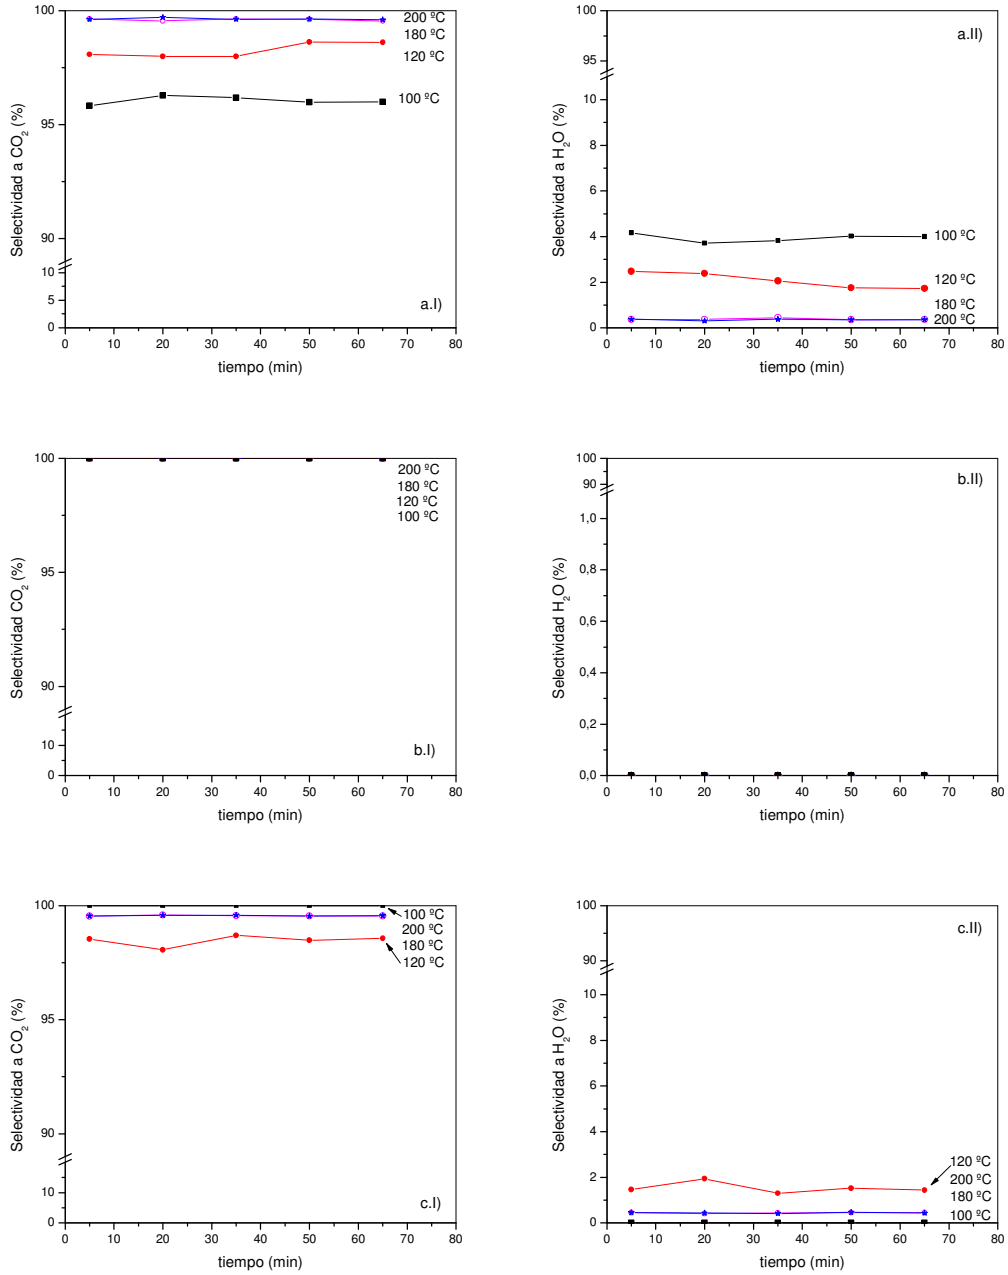 100
95
90
10
5
0
Selectividad a CO2 (%)
200 ºC
180 ºC
120 ºC
100 ºC
a.I)
0 10 20 30 40 50 60 70 80
tiempo (min)
95
10
8
6
4
2
0
Selectividad a H2O (%)
a.II)
100 ºC
120 ºC
180 ºC
200 ºC
0 10 20 30 40 50 60 70 80
tiempo (min)
100
95
90
10
0
Selectividad CO2 (%)
200 ºC
180 ºC
120 ºC
100 ºC
b.I)
0 10 20 30 40 50 60 70 80
tiempo (min)
100
90
1,0
0,8
0,6
0,4
0,2
0,0
Selectividad H2O (%)
b.II)
0 10 20 30 40 50 60 70 80
tiempo (min)
100
95
90
10
0
Selectividad a CO2 (%)
100 ºC
200 ºC
180 ºC
120 ºC
c.I)
0 10 20 30 40 50 60 70 80
tiempo (min)
100
90
10
8
6
4
2
0
Selectividad a H2O (%)
c.II)
120 ºC
200 ºC
180 ºC
100 ºC
0 10 20 30 40 50 60 70 80
tiempo (min)